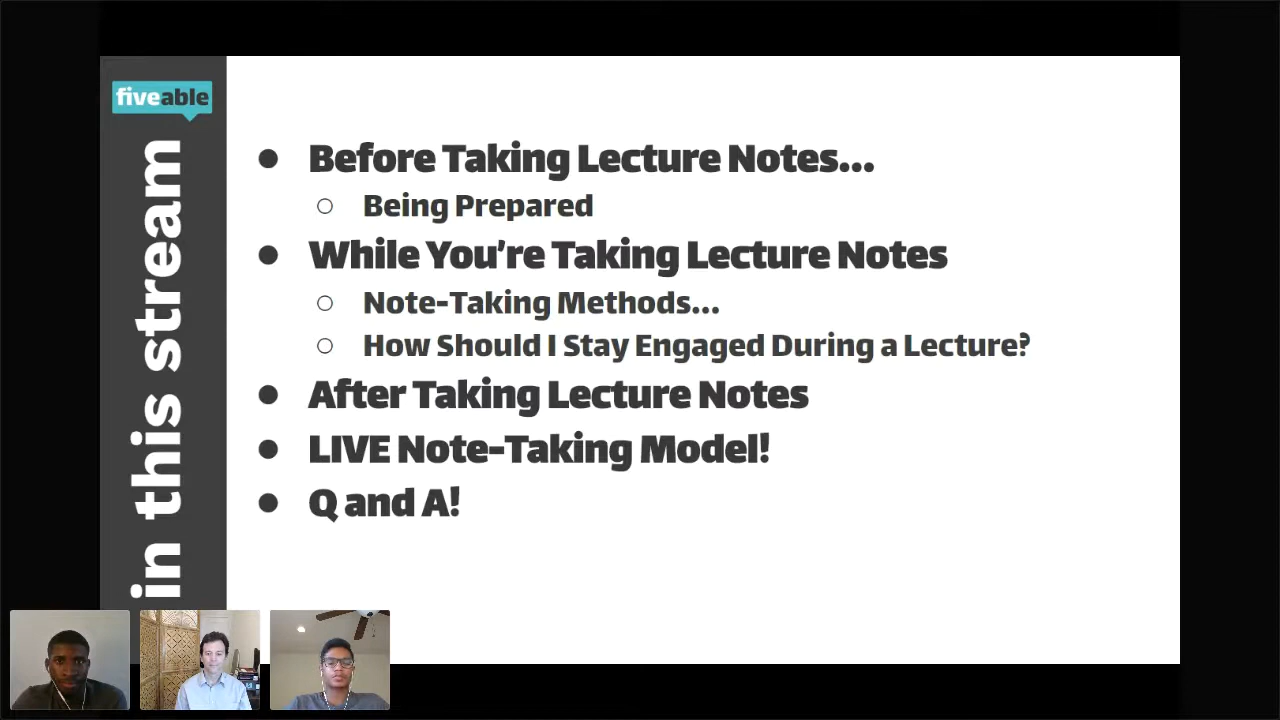 fiveable
in this stream
● Before Taking Lecture Notes...
○ Being Prepared
● While You're Taking Lecture Notes
○ Note-Taking Methods...
○ How Should I Stay Engaged During a Lecture?
● After Taking Lecture Notes
● LIVE Note-Taking Model!
● Q and A!